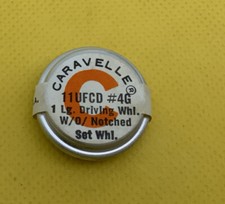 CARAVELLE®
C
11UFCD #4G
1 Lg. Driving Whl.
W/O/ Notched
Set Whl.